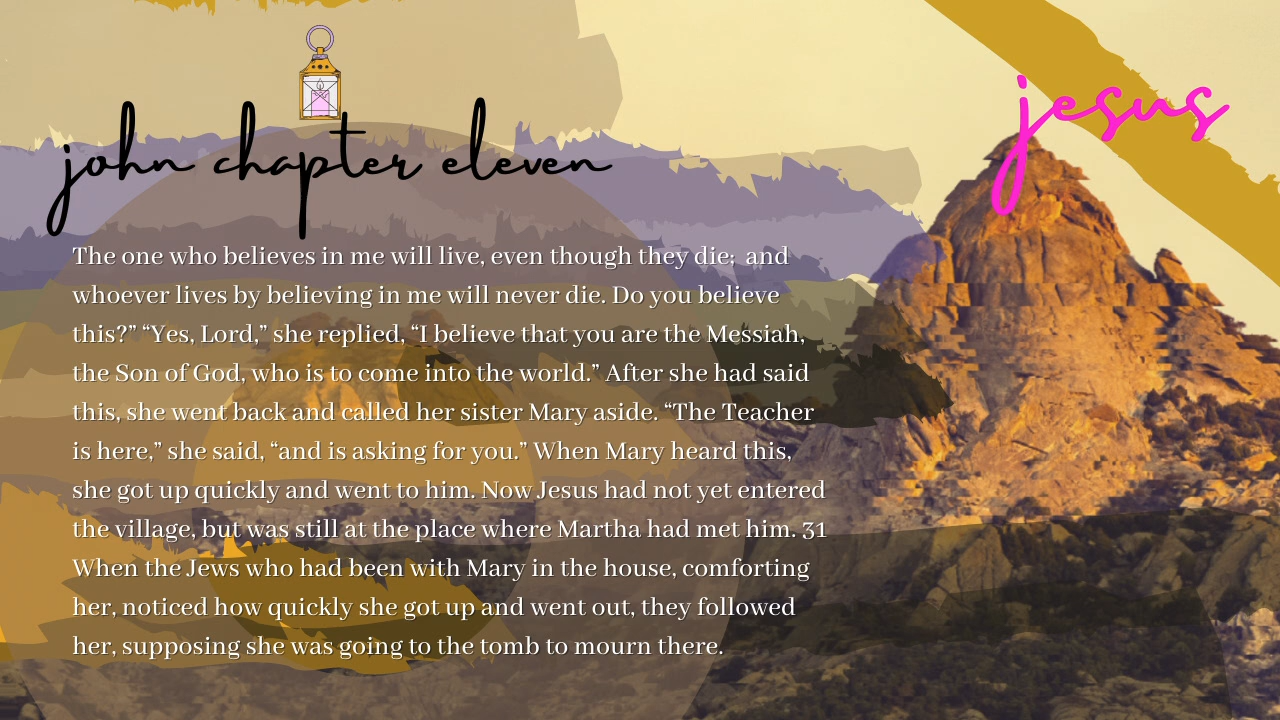 john chapter eleven
jesus
The one who believes in me will live, even though they die;  and
whoever lives by believing in me will never die. Do you believe
this?” “Yes, Lord,” she replied, “I believe that you are the Messiah,
the Son of God, who is to come into the world.” After she had said
this, she went back and called her sister Mary aside. “The Teacher
is here,” she said, “and is asking for you.” When Mary heard this,
she got up quickly and went to him. Now Jesus had not yet entered
the village, but was still at the place where Martha had met him. 31
When the Jews who had been with Mary in the house, comforting
her, noticed how quickly she got up and went out, they followed
her, supposing she was going to the tomb to mourn there.